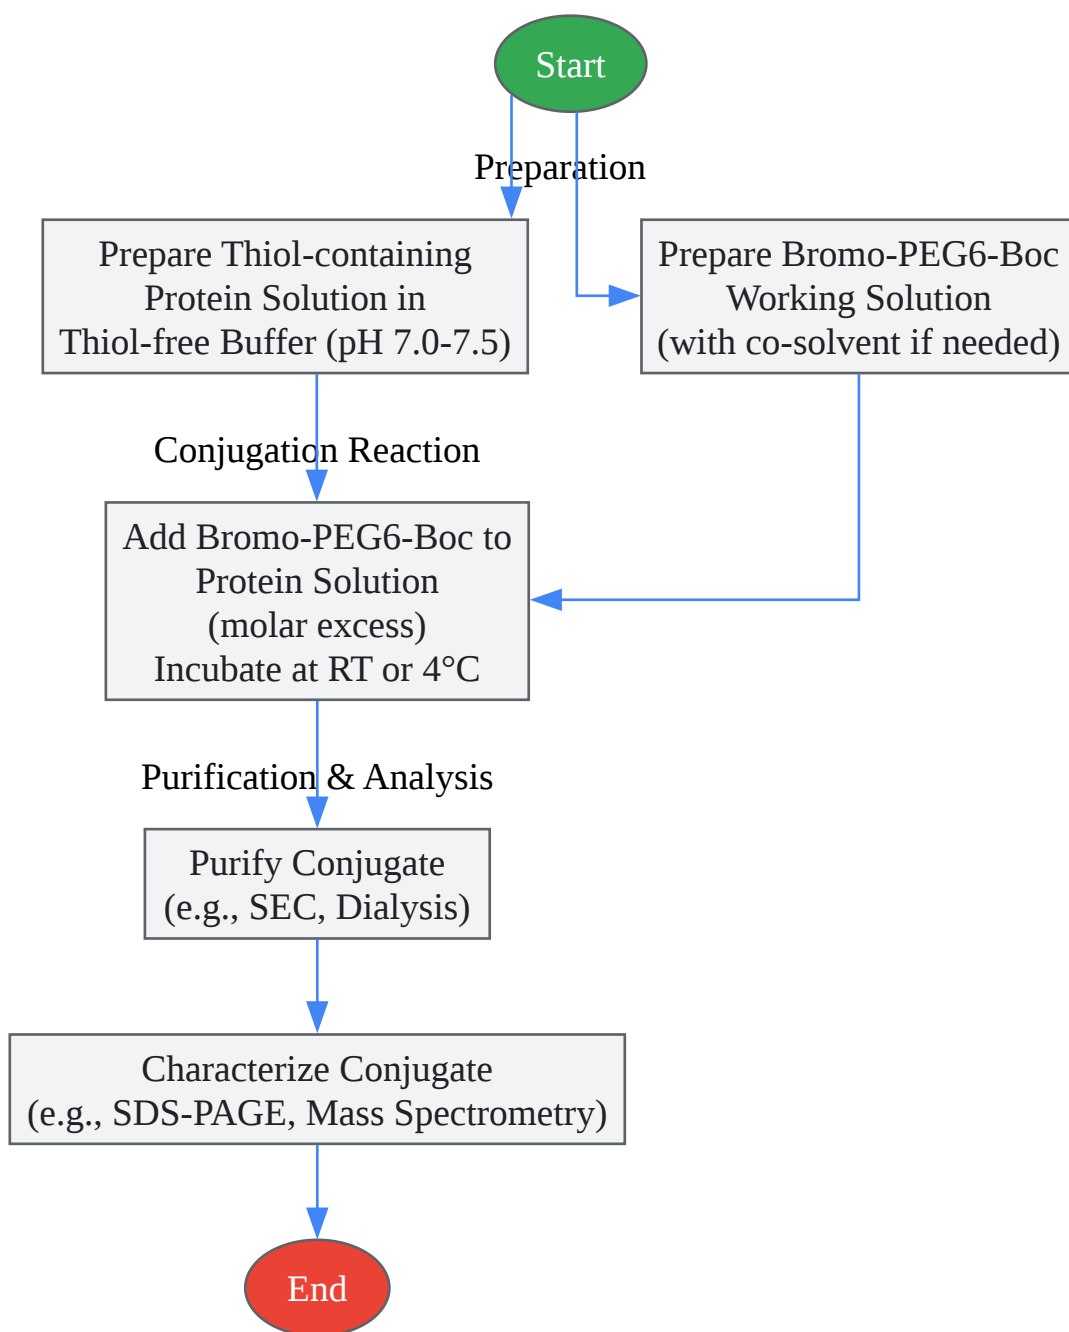 Start
Preparation
Prepare Thiol-containing
Protein Solution in
Thiol-free Buffer (pH 7.0-7.5)
Prepare Bromo-PEG6-Boc
Working Solution
(with co-solvent if needed)
Conjugation Reaction
Add Bromo-PEG6-Boc to
Protein Solution
(molar excess)
Incubate at RT or 4°C
Purification & Analysis
Purify Conjugate
(e.g., SEC, Dialysis)
Characterize Conjugate
(e.g., SDS-PAGE, Mass Spectrometry)
End